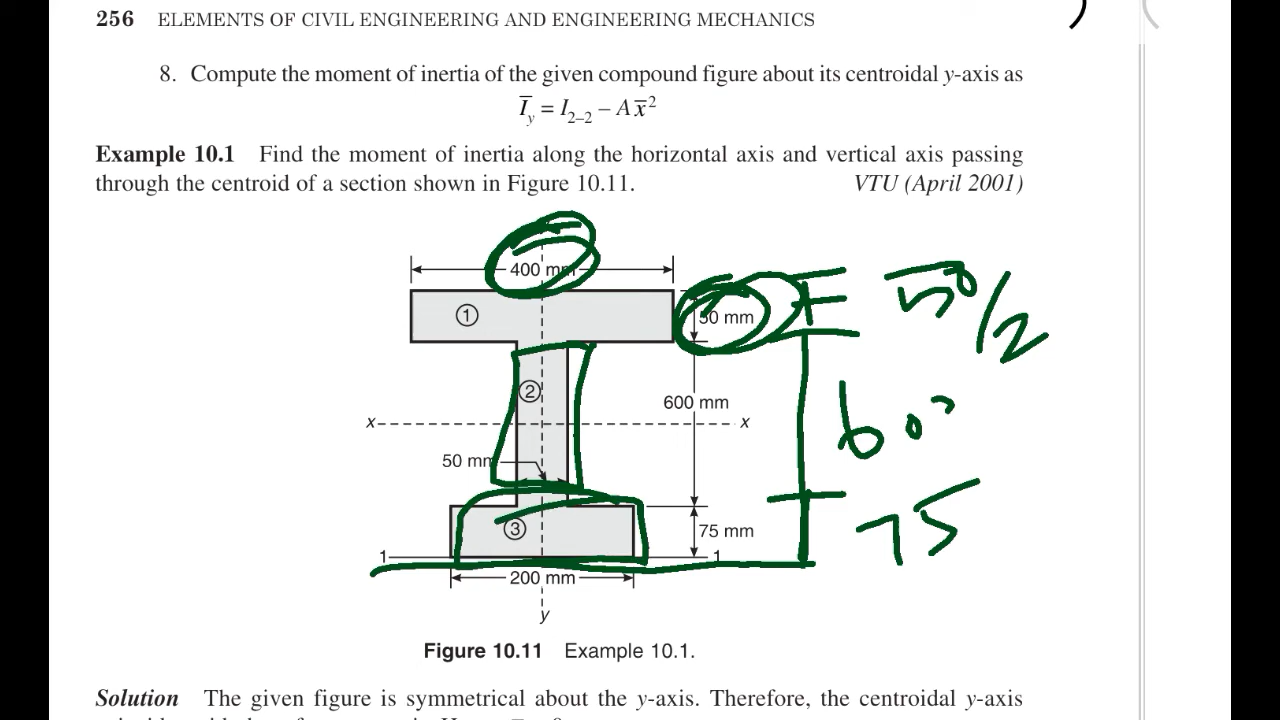 256 ELEMENTS OF CIVIL ENGINEERING AND ENGINEERING MECHANICS
8. Compute the moment of inertia of the given compound figure about its centroidal y-axis as
I̅y = I2–2 – Ax̅²
Example 10.1 Find the moment of inertia along the horizontal axis and vertical axis passing
through the centroid of a section shown in Figure 10.11. VTU (April 2001)
400 mm
①
50 mm
50/2
②
600 mm
600
x
x
50 mm
③
75 mm
75
1
1
200 mm
y
Figure 10.11 Example 10.1.
Solution The given figure is symmetrical about the y-axis. Therefore, the centroidal y-axis